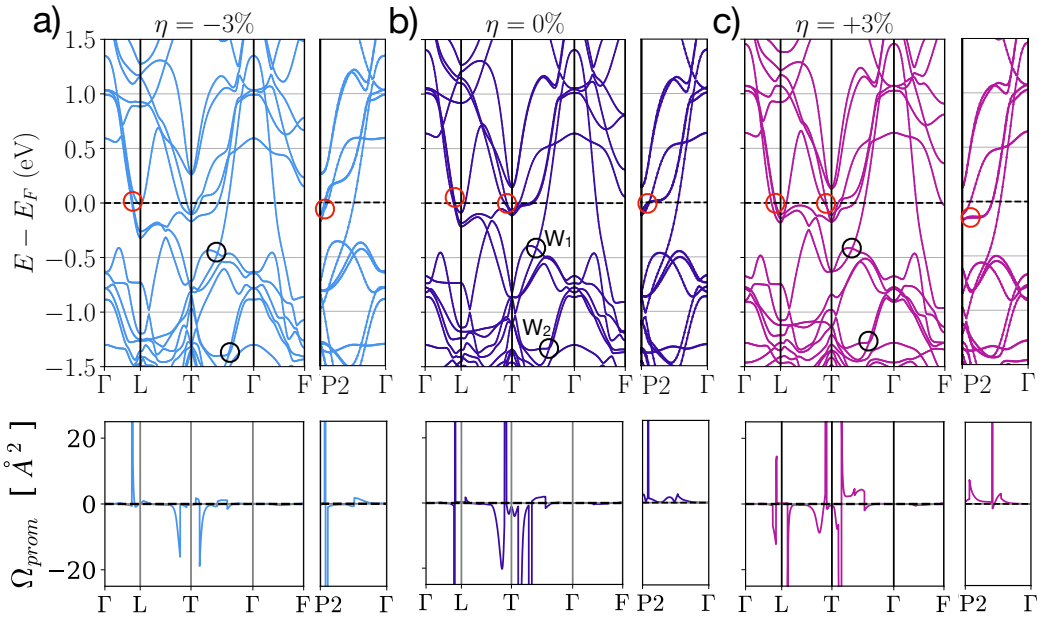 a) η = −3% b) η = 0% c) η = +3%
E − E_F (eV)
1.5
1.0
0.5
0.0
−0.5
−1.0
−1.5
W₁
W₂
Γ L T Γ F P2 Γ Γ L T Γ F P2 Γ Γ L T Γ F P2 Γ
Ω_prom [ Å² ]
20
0
−20
Γ L T Γ F P2 Γ Γ L T Γ F P2 Γ Γ L T Γ F P2 Γ